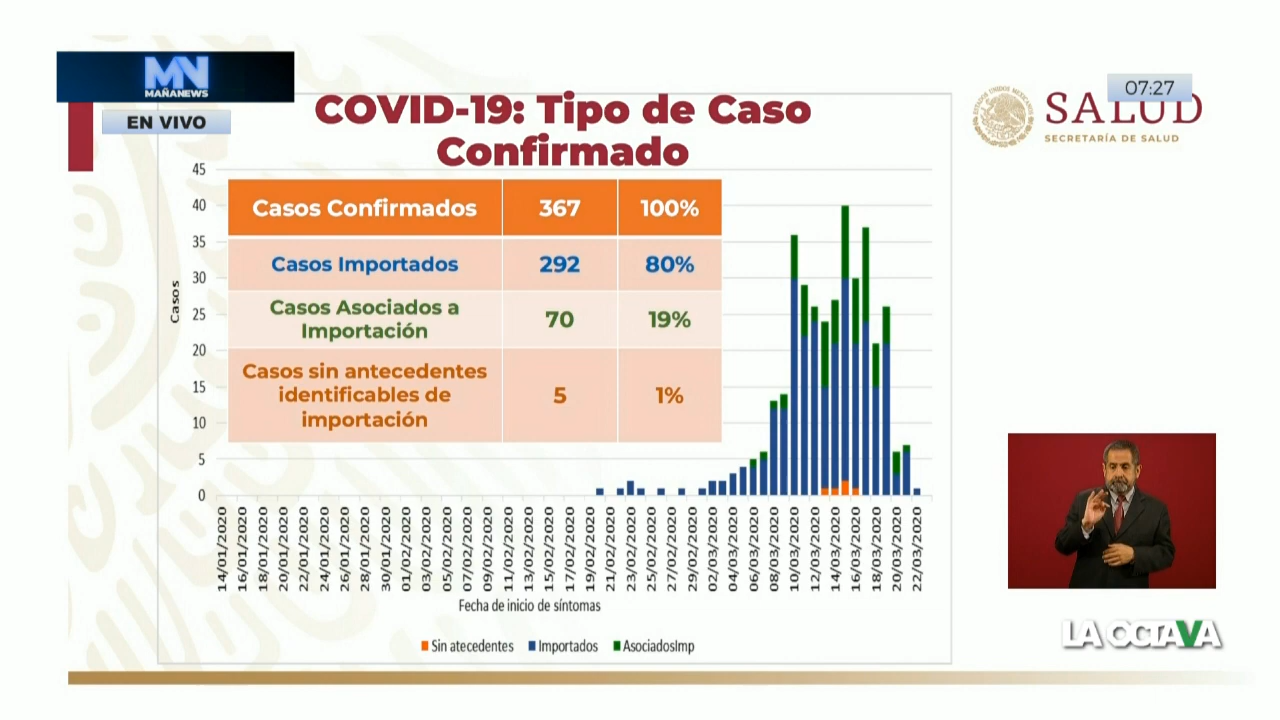 MN
MAÑANEWS
EN VIVO
COVID-19: Tipo de Caso
Confirmado
07:27
SALUD
SECRETARÍA DE SALUD
Casos Confirmados 367 100%
Casos Importados 292 80%
Casos Asociados a
Importación 70 19%
Casos sin antecedentes
identificables de
importación 5 1%
Casos
45
40
35
30
25
20
15
10
5
0
14/01/2020
16/01/2020
18/01/2020
20/01/2020
22/01/2020
24/01/2020
26/01/2020
28/01/2020
30/01/2020
01/02/2020
03/02/2020
05/02/2020
07/02/2020
09/02/2020
11/02/2020
13/02/2020
15/02/2020
17/02/2020
19/02/2020
21/02/2020
23/02/2020
25/02/2020
27/02/2020
29/02/2020
02/03/2020
04/03/2020
06/03/2020
08/03/2020
10/03/2020
12/03/2020
14/03/2020
16/03/2020
18/03/2020
20/03/2020
22/03/2020
Fecha de inicio de síntomas
Sin atecedentes Importados AsociadosImp
LA OCTAVA